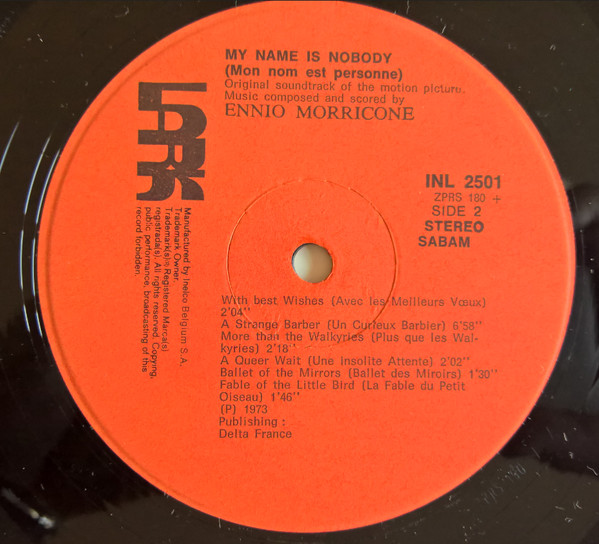 MY NAME IS NOBODY
(Mon nom est personne)
Original soundtrack of the motion picture.
Music composed and scored by
ENNIO MORRICONE
LARK
INL 2501
ZPRS 180 +
SIDE 2
STEREO
SABAM
Manufactured by Inelco Belgium S.A.
Trademark Owner.
Trademark(s) Registered Marca(s)
registrada(s). All rights reserved. Copying,
public performance, broadcasting of this
record forbidden.
With best Wishes (Avec les Meilleurs Vœux)
2'04''
A Strange Barber (Un Curieux Barbier) 6'58''
More than the Walkyries (Plus que les Wal-
kyries) 2'18''
A Queer Wait (Une Insolite Attente) 2'02''
Ballet of the Mirrors (Ballet des Miroirs) 1'30''
Fable of the Little Bird (La Fable du Petit
Oiseau) 1'46''
(P) 1973
Publishing :
Delta France